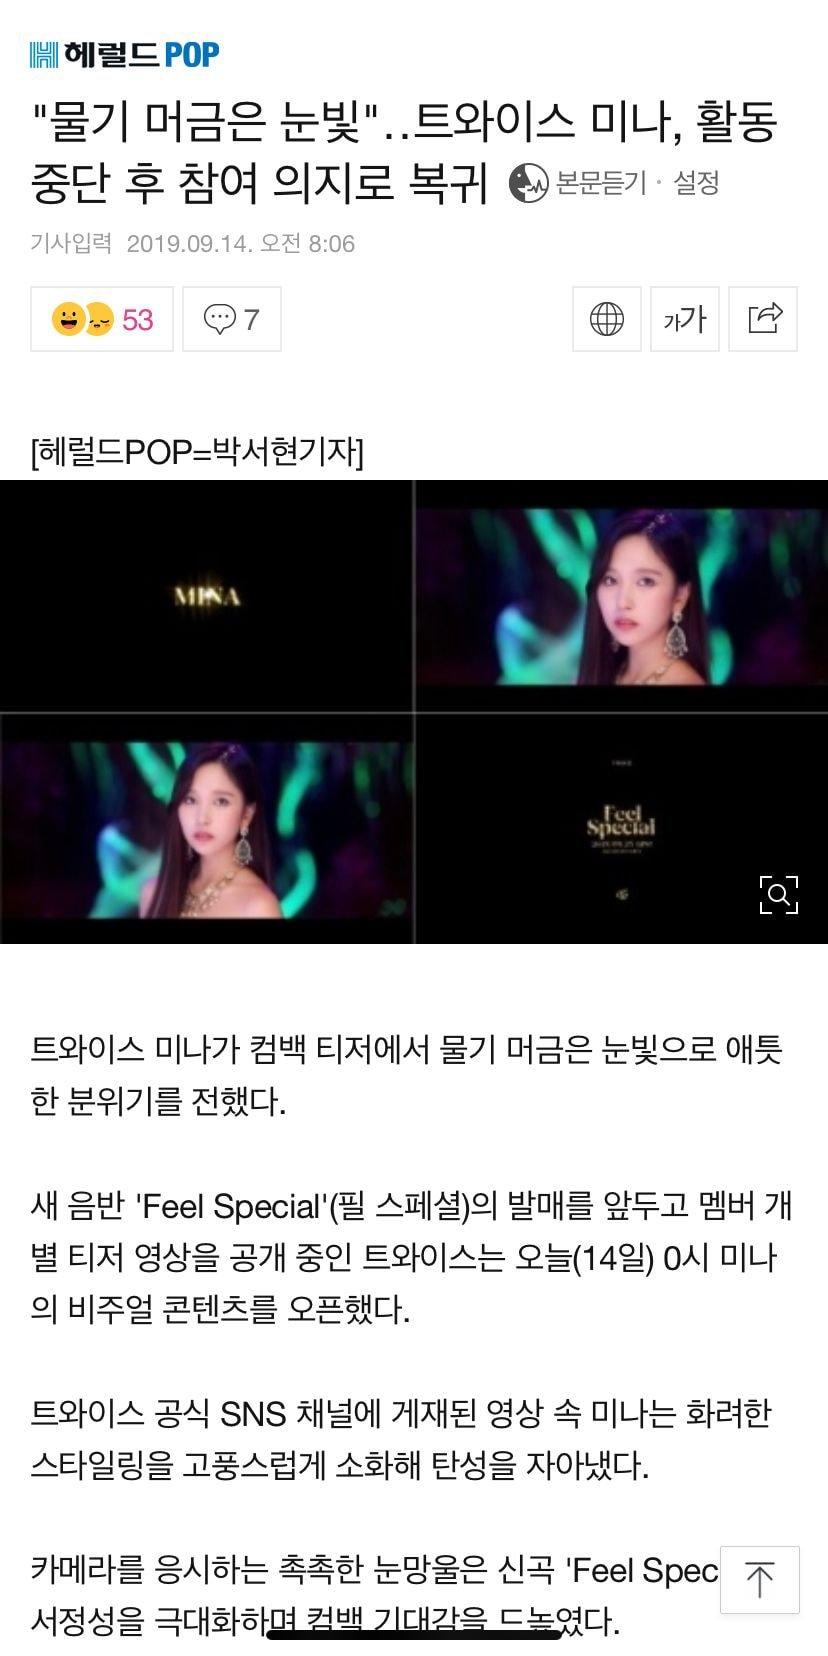 헤럴드POP
"물기 머금은 눈빛"..트와이스 미나, 활동
중단 후 참여 의지로 복귀 본문듣기 · 설정
기사입력 2019.09.14. 오전 8:06
53 7 가가
[헤럴드POP=박서현기자]
MINA
TWICE
Feel
Special
트와이스 미나가 컴백 티저에서 물기 머금은 눈빛으로 애틋
한 분위기를 전했다.
새 음반 'Feel Special'(필 스페셜)의 발매를 앞두고 멤버 개
별 티저 영상을 공개 중인 트와이스는 오늘(14일) 0시 미나
의 비주얼 콘텐츠를 오픈했다.
트와이스 공식 SNS 채널에 게재된 영상 속 미나는 화려한
스타일링을 고풍스럽게 소화해 탄성을 자아냈다.
카메라를 응시하는 촉촉한 눈망울은 신곡 'Feel Spec
서정성을 극대화하며 컴백 기대감을 드높였다.